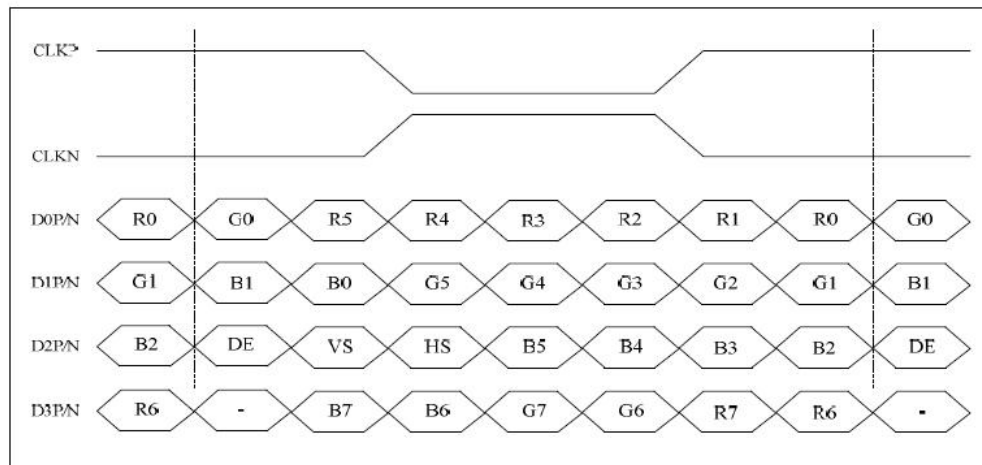 CLKP
CLKN
D0P/N R0 G0 R5 R4 R3 R2 R1 R0 G0
D1P/N G1 B1 B0 G5 G4 G3 G2 G1 B1
D2P/N B2 DE VS HS B5 B4 B3 B2 DE
D3P/N R6 - B7 B6 G7 G6 R7 R6 -